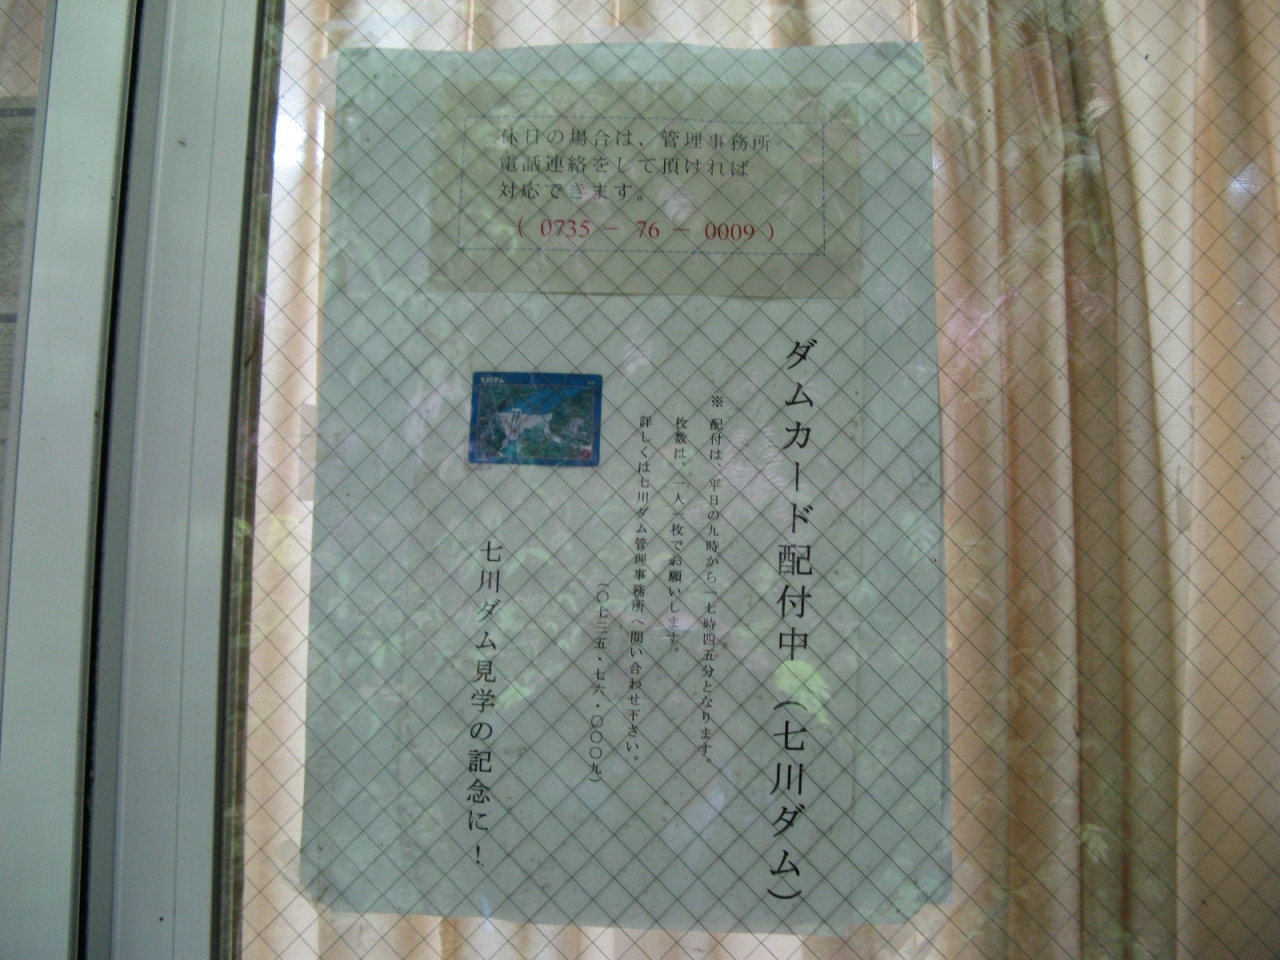 休日の場合は、管理事務所へ
電話連絡をして頂ければ
対応できます。
( 0735 － 76 － 0009 )
ダムカード配付中（七川ダム）
※ 配付は、平日の九時から一七時四五分となります。
枚数は、一人一枚でお願いします。
詳しくは七川ダム管理事務所へ問い合わせ下さい。
（〇七三五・七六・〇〇〇九）
七川ダム
七川ダム見学の記念に！